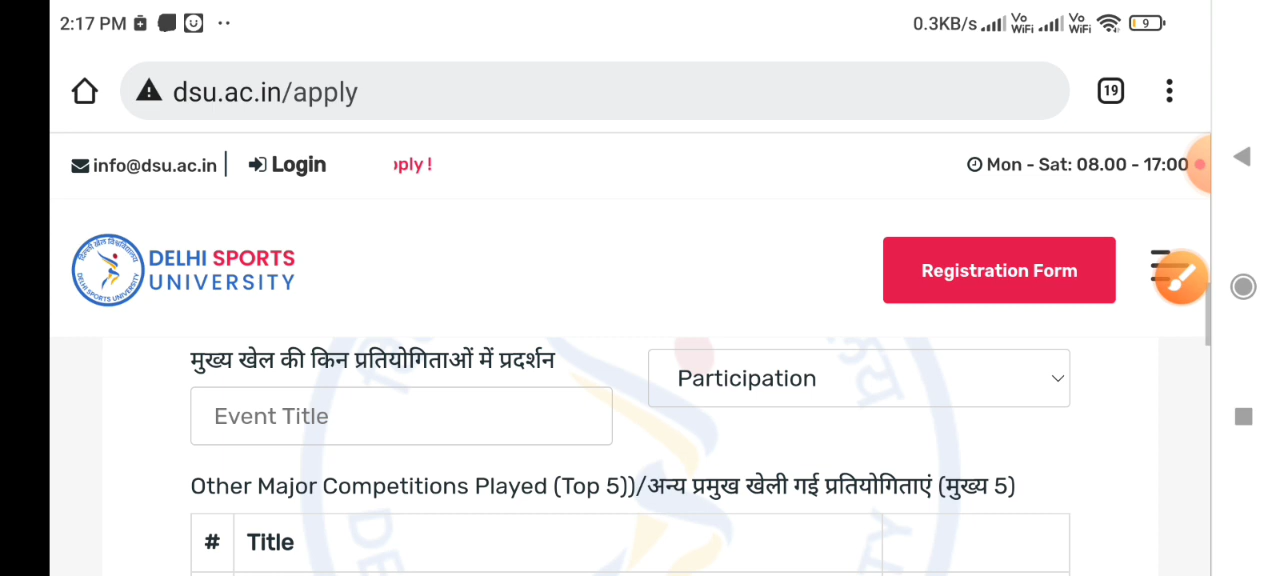 2:17 PM
0.3KB/s Vo WiFi Vo WiFi 9
dsu.ac.in/apply
19
info@dsu.ac.in
Login
pply !
Mon - Sat: 08.00 - 17:00
DELHI SPORTS
UNIVERSITY
Registration Form
मुख्य खेल की किन प्रतियोगिताओं में प्रदर्शन
Participation
Event Title
Other Major Competitions Played (Top 5))/अन्य प्रमुख खेली गई प्रतियोगिताएं (मुख्य 5)
# Title